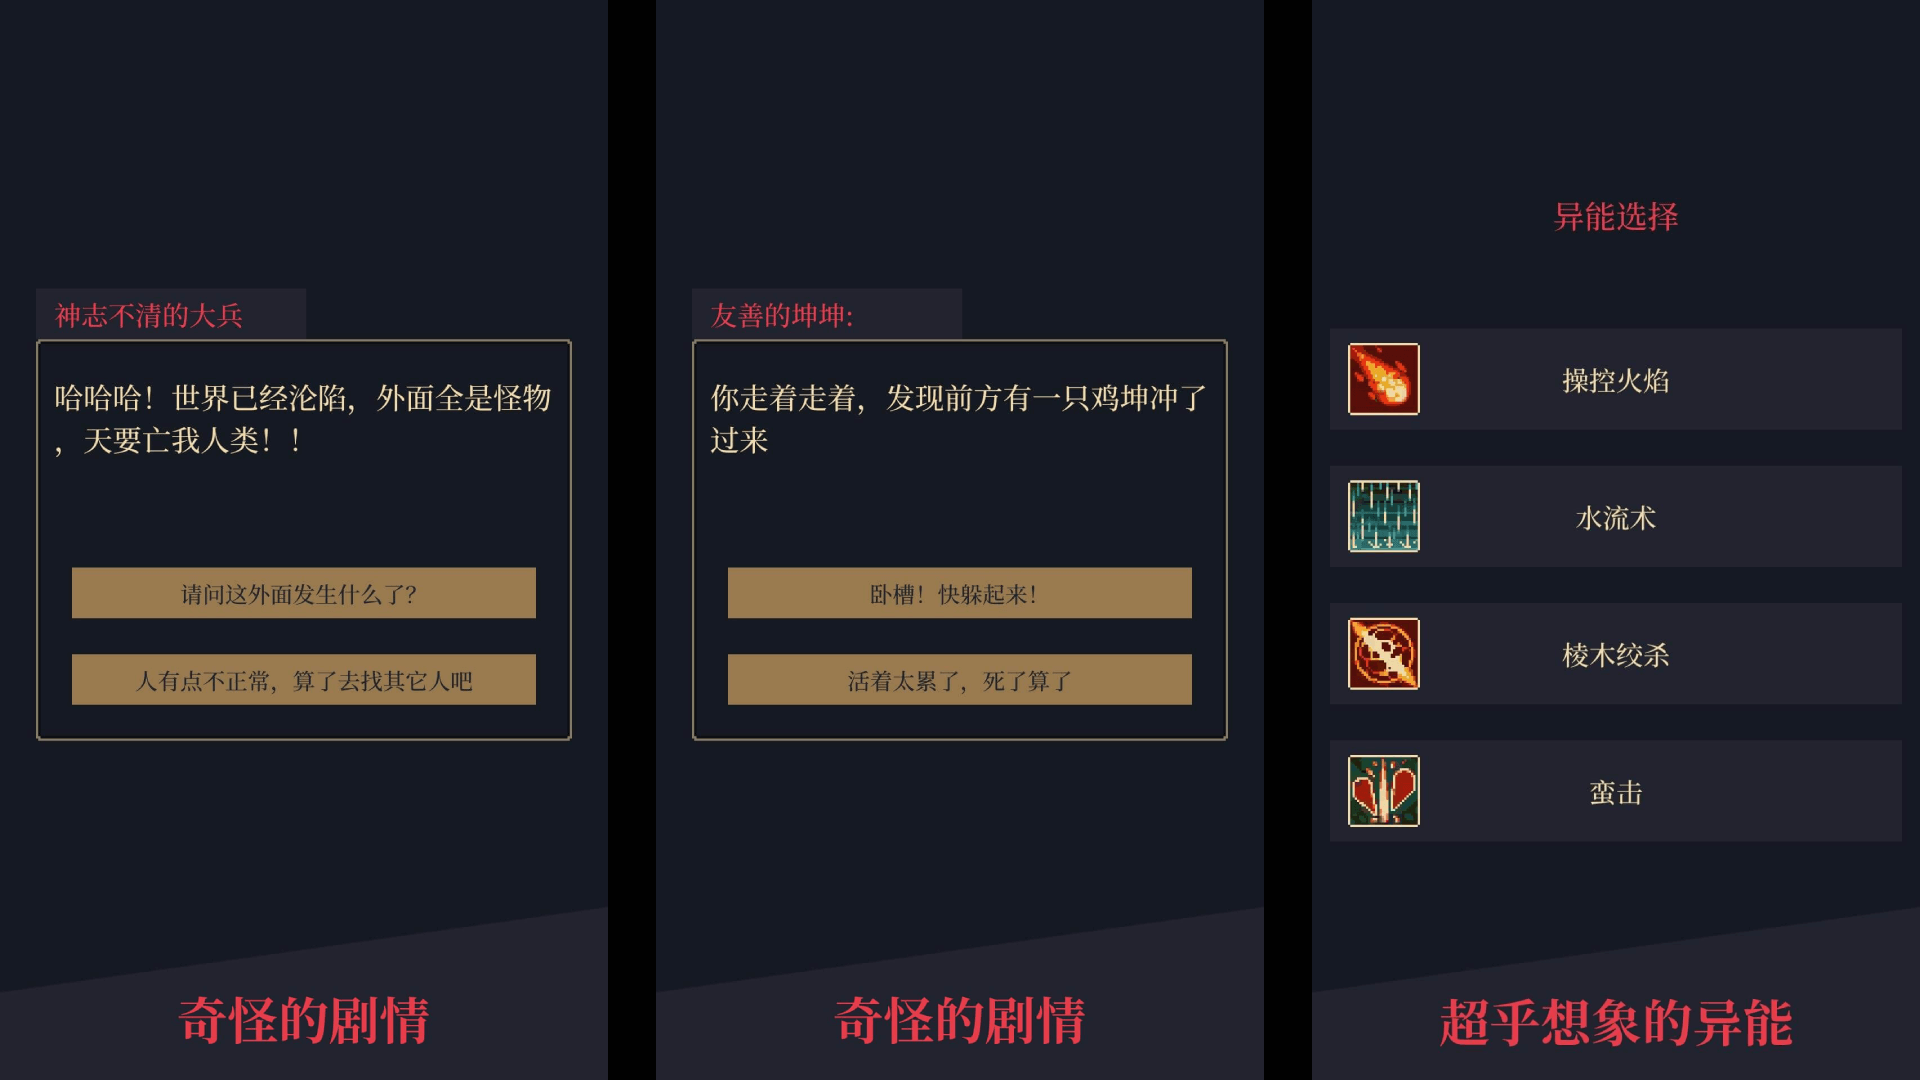 神志不清的大兵
哈哈哈！世界已经沦陷，外面全是怪物
，天要亡我人类！！
请问这外面发生什么了？
人有点不正常，算了去找其它人吧
奇怪的剧情
友善的坤坤:
你走着走着，发现前方有一只鸡坤冲了
过来
卧槽！快躲起来！
活着太累了，死了算了
奇怪的剧情
异能选择
操控火焰
水流术
棱木绞杀
蛮击
超乎想象的异能